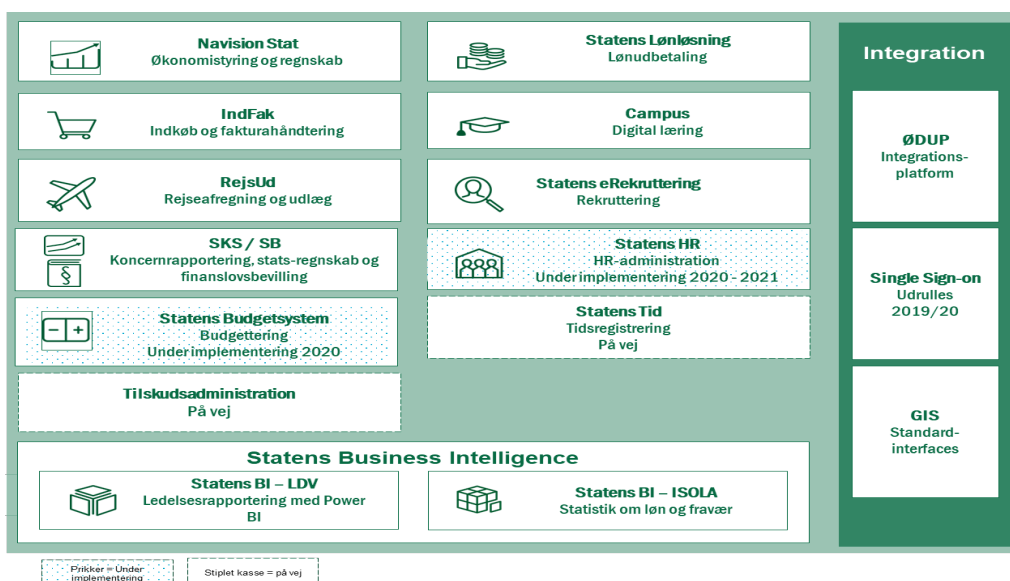 Navision Stat
Økonomistyring og regnskab
IndFak
Indkøb og fakturahåndtering
RejsUd
Rejseafregning og udlæg
SKS / SB
Koncernrapportering, stats-regnskab og
finanslovsbevilling
§
Statens Budgetsystem
Budgettering
Under implementering 2020
Tilskudsadministration
På vej
Statens Lønløsning
Lønudbetaling
Campus
Digital læring
Statens eRekruttering
Rekruttering
Statens HR
HR-administration
Under implementering 2020 - 2021
Statens Tid
Tidsregistrering
På vej
Statens Business Intelligence
Statens BI – LDV
Ledelsesrapportering med Power
BI
Statens BI – ISOLA
Statistik om løn og fravær
Integration
ØDUP
Integrations-
platform
Single Sign-on
Udrulles
2019/20
GIS
Standard-
interfaces
Prikker = Under
implementering
Stiplet kasse = på vej